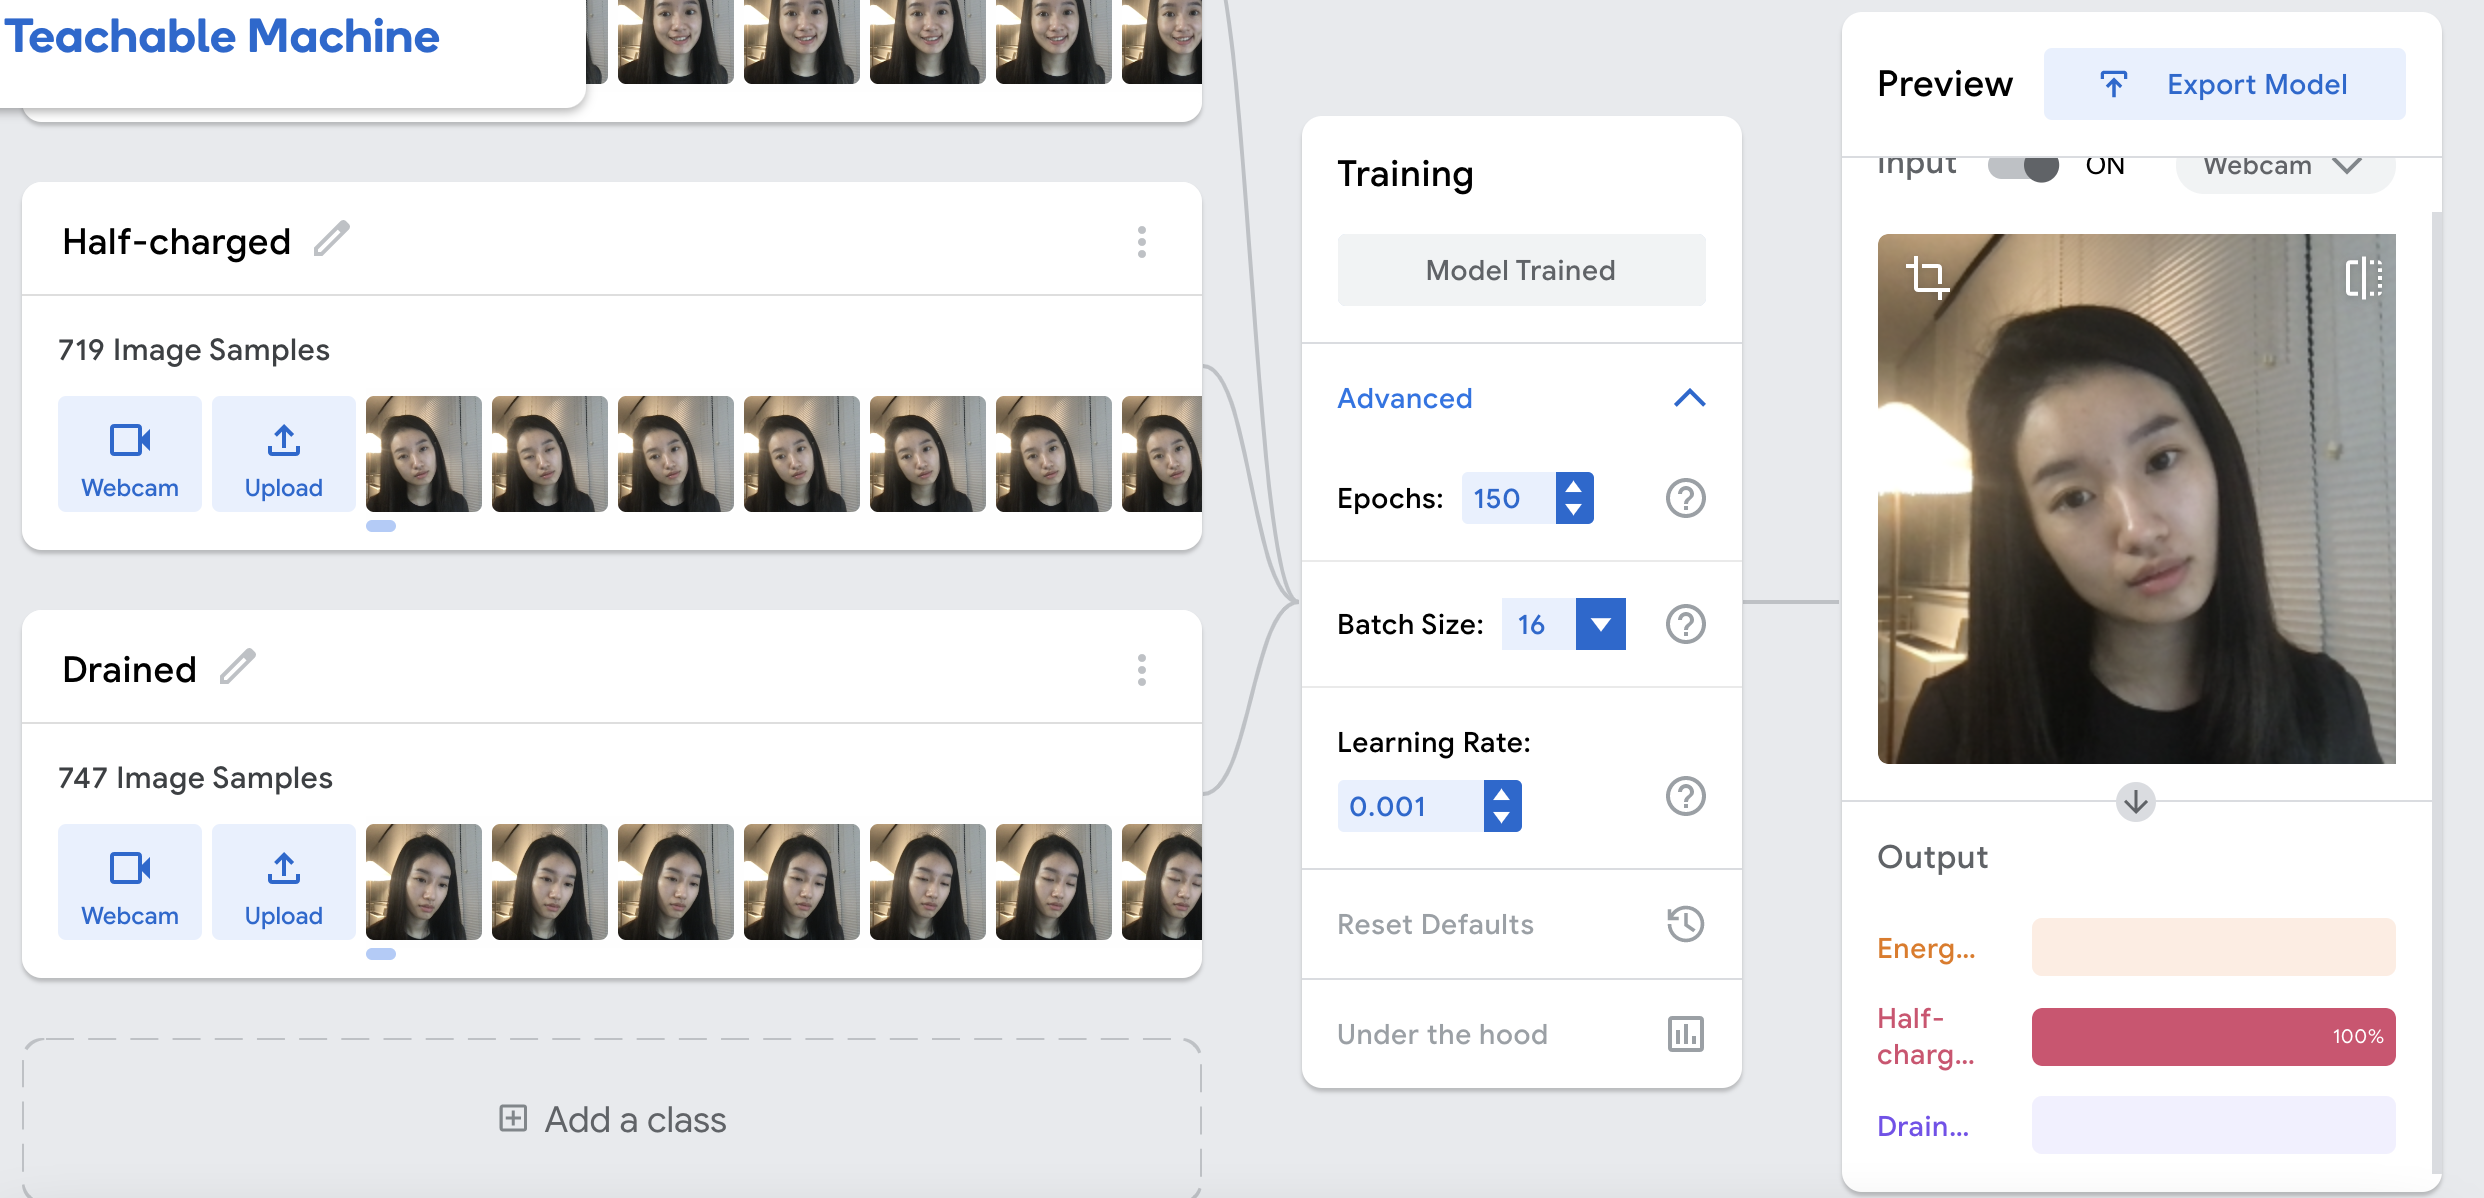 Teachable Machine
Half-charged
719 Image Samples
Webcam
Upload
Drained
747 Image Samples
Webcam
Upload
Add a class
Training
Model Trained
Advanced
Epochs: 150
Batch Size: 16
Learning Rate:
0.001
Reset Defaults
Under the hood
Preview
Export Model
Input ON Webcam
Output
Energ...
Half-
charg...
100%
Drain...